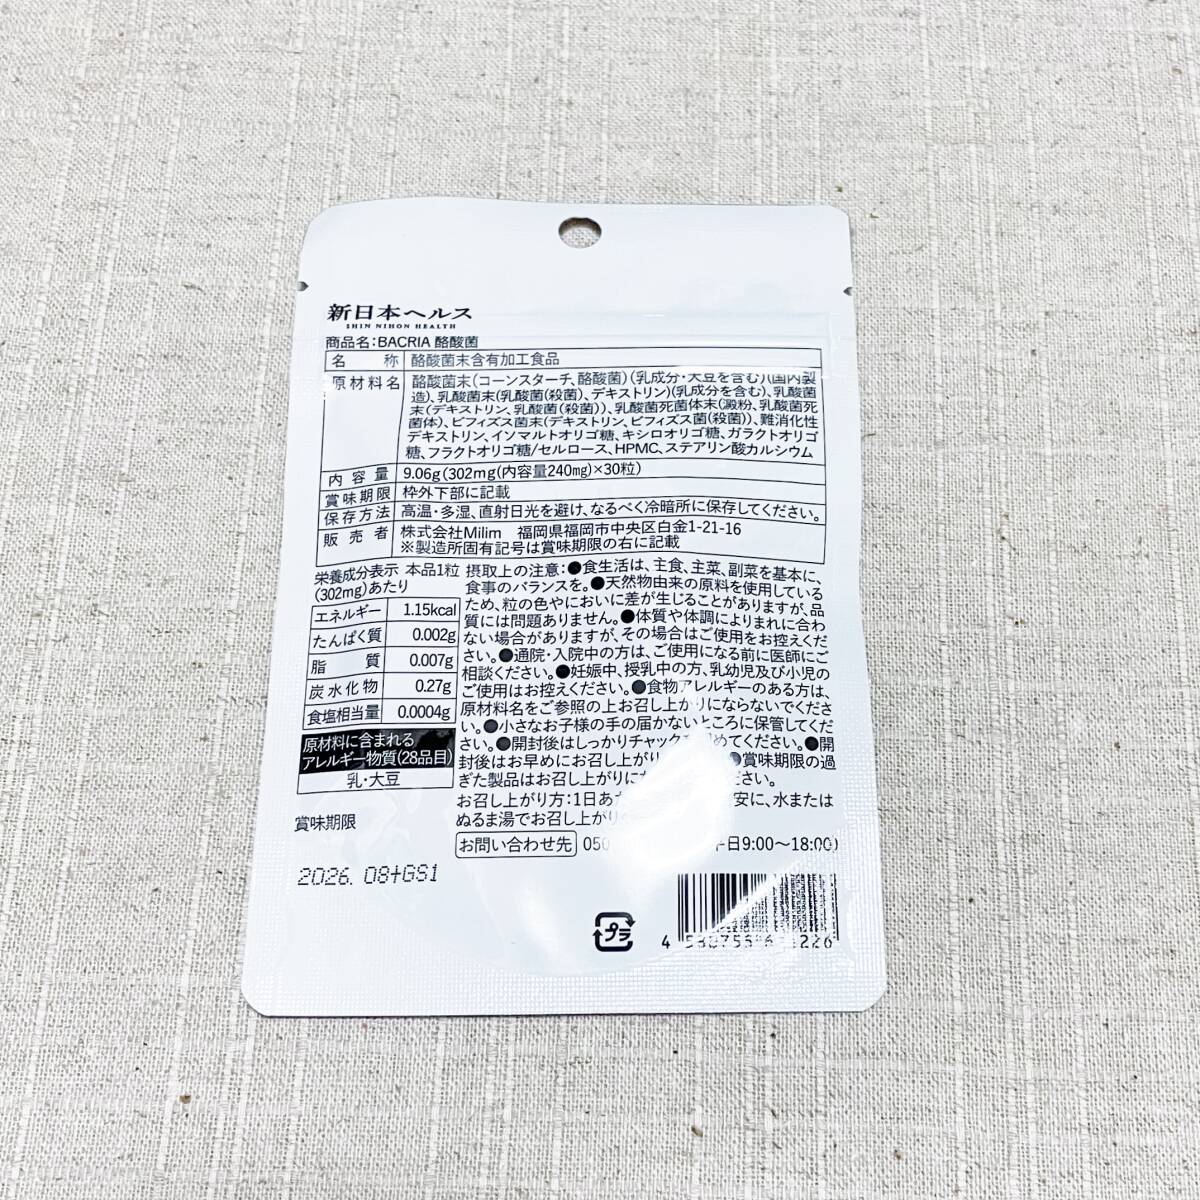 新日本ヘルス
SHIN NIHON HEALTH
商品名:BACRIA 酪酸菌
名称 酪酸菌末含有加工食品
原材料名 酪酸菌末(コーンスターチ、酪酸菌)(乳成分・大豆を含む)(国内製
造)、乳酸菌末(乳酸菌(殺菌)、デキストリン)(乳成分を含む)、乳酸菌
末(デキストリン、乳酸菌(殺菌))、乳酸菌死菌体末(澱粉、乳酸菌死
菌体)、ビフィズス菌末(デキストリン、ビフィズス菌(殺菌))、難消化性
デキストリン、イソマルトオリゴ糖、キシロオリゴ糖、ガラクトオリゴ
糖、フラクトオリゴ糖/セルロース、HPMC、ステアリン酸カルシウム
内容量 9.06g(302mg(内容量240mg)×30粒)
賞味期限 枠外下部に記載
保存方法 高温・多湿、直射日光を避け、なるべく冷暗所に保存してください。
販売者 株式会社Milim 福岡県福岡市中央区白金1-21-16
※製造所固有記号は賞味期限の右に記載
栄養成分表示 本品1粒
(302mg)あたり
エネルギー 1.15kcal
たんぱく質 0.002g
脂質 0.007g
炭水化物 0.27g
食塩相当量 0.0004g
原材料に含まれる
アレルギー物質(28品目)
乳・大豆
摂取上の注意:●食生活は、主食、主菜、副菜を基本に、
食事のバランスを。●天然物由来の原料を使用している
ため、粒の色やにおいに差が生じることがありますが、品
質には問題ありません。●体質や体調によりまれに合わ
ない場合がありますが、その場合はご使用をお控えくだ
さい。●通院・入院中の方は、ご使用になる前に医師にご
相談ください。●妊娠中、授乳中の方、乳幼児及び小児の
ご使用はお控えください。●食物アレルギーのある方は、
原材料名をご参照の上お召し上がりにならないでくださ
い。●小さなお子様の手の届かないところに保管してくだ
さい。●開封後はしっかりチャックを めてください。●開
封後はお早めにお召し上がり ●賞味期限の過
ぎた製品はお召し上がりにな ださい。
お召し上がり方:1日あた 安に、水または
ぬるま湯でお召し上がり
お問い合わせ先 050 日9:00～18:00)
賞味期限
2026.08+GS1
プラ